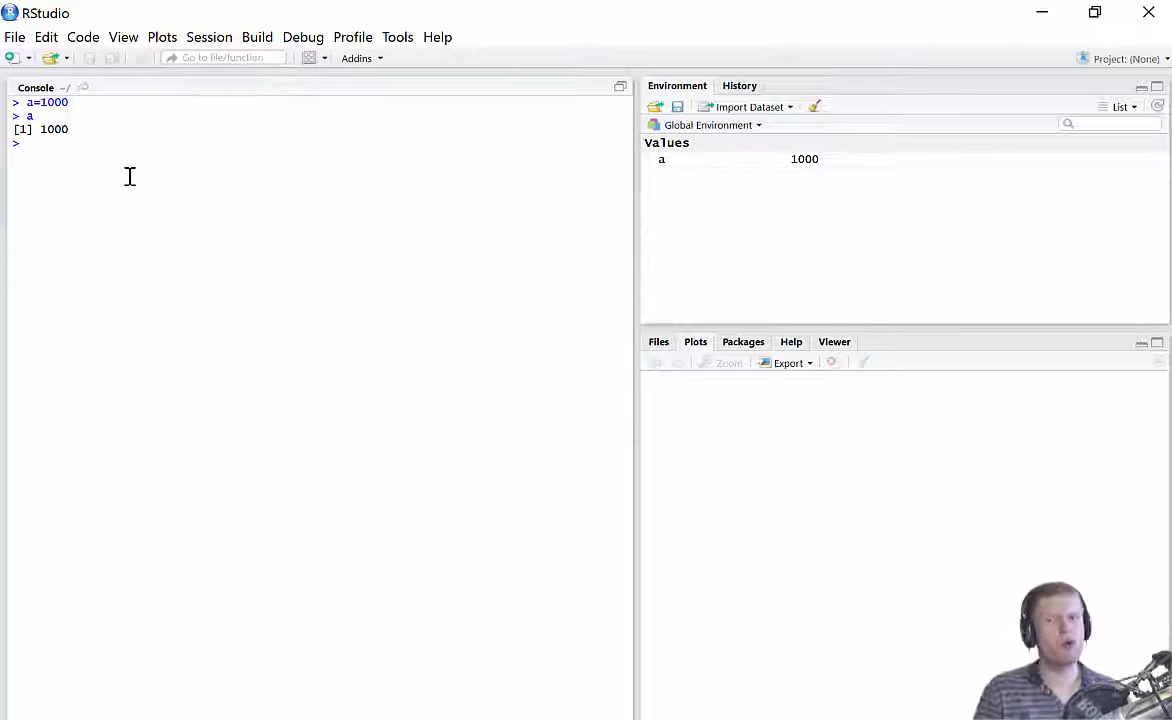 RStudio
File Edit Code View Plots Session Build Debug Profile Tools Help
Go to file/function Addins Project: (None)
Console ~/
> a=1000
> a
[1] 1000
>
Environment History
Import Dataset List
Global Environment
Values
a 1000
Files Plots Packages Help Viewer
Zoom Export